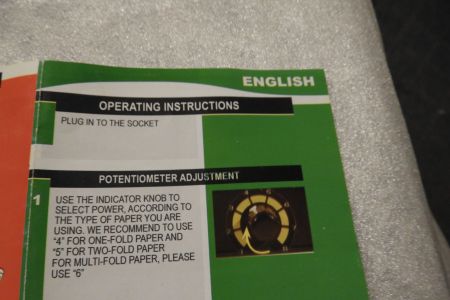 ENGLISH
OPERATING INSTRUCTIONS
PLUG IN TO THE SOCKET
POTENTIOMETER ADJUSTMENT
1
USE THE INDICATOR KNOB TO
SELECT POWER, ACCORDING TO
THE TYPE OF PAPER YOU ARE
USING. WE RECOMMEND TO USE
“4” FOR ONE-FOLD PAPER AND
“5” FOR TWO-FOLD PAPER
FOR MULTI-FOLD PAPER, PLEASE
USE “6”